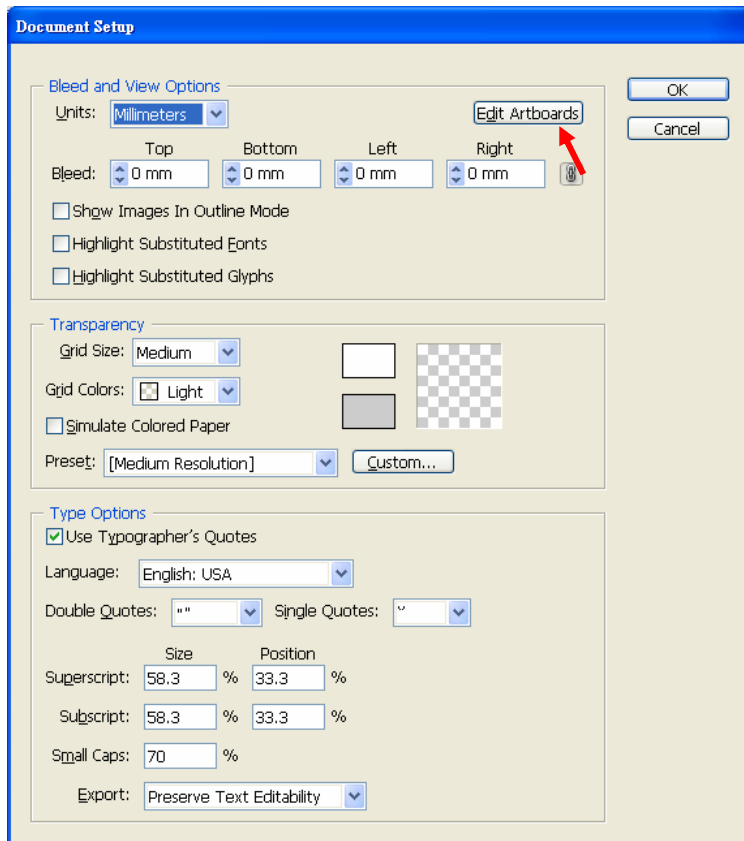 Document Setup
Bleed and View Options
OK
Units: Millimeters Edit Artboards
Cancel
Top Bottom Left Right
Bleed: 0 mm 0 mm 0 mm 0 mm
Show Images In Outline Mode
Highlight Substituted Fonts
Highlight Substituted Glyphs
Transparency
Grid Size: Medium
Grid Colors: Light
Simulate Colored Paper
Preset: [Medium Resolution] Custom...
Type Options
Use Typographer's Quotes
Language: English: USA
Double Quotes: "" Single Quotes:
Size Position
Superscript: 58.3 % 33.3 %
Subscript: 58.3 % 33.3 %
Small Caps: 70 %
Export: Preserve Text Editability